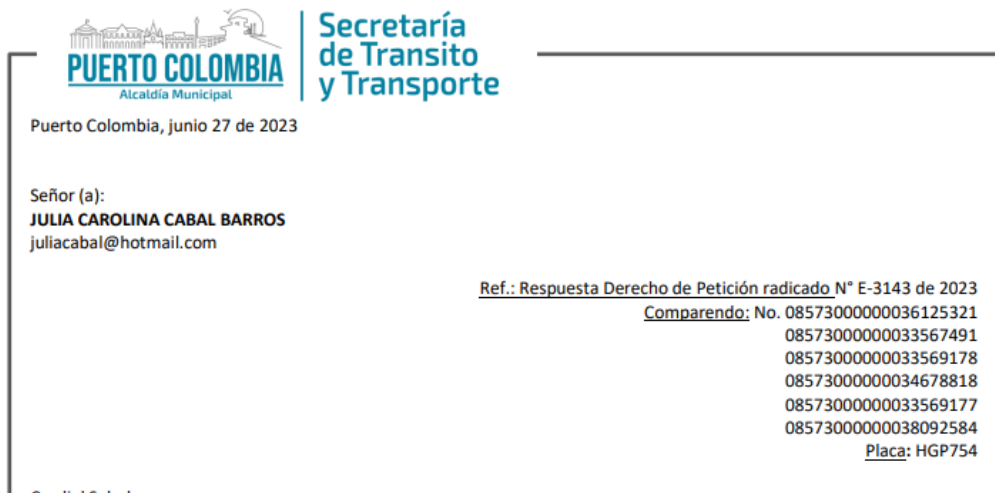 PUERTO COLOMBIA
Alcaldía Municipal
Secretaría
de Transito
y Transporte
Puerto Colombia, junio 27 de 2023
Señor (a):
JULIA CAROLINA CABAL BARROS
juliacabal@hotmail.com
Ref.: Respuesta Derecho de Petición radicado N° E-3143 de 2023
Comparendo: No. 08573000000036125321
08573000000033567491
08573000000033569178
08573000000034678818
08573000000033569177
08573000000038092584
Placa: HGP754